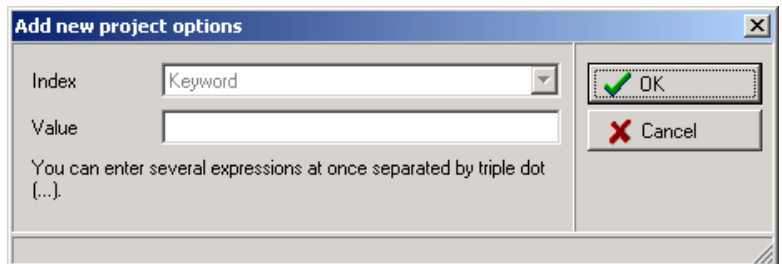 Add new project options
Index
Keyword
OK
Value
Cancel
You can enter several expressions at once separated by triple dot
(...).